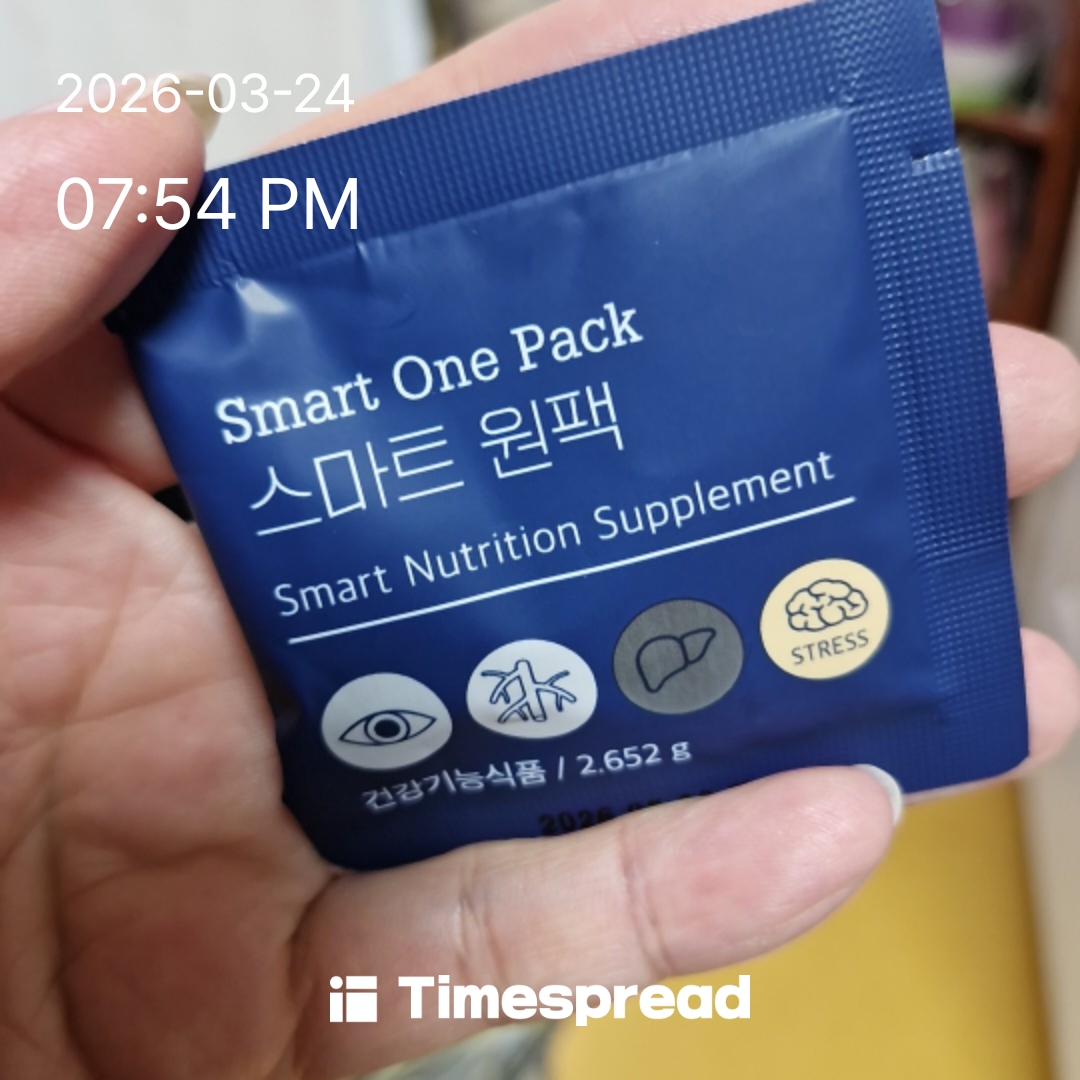 2026-03-24
07:54 PM
Smart One Pack
스마트 원팩
Smart Nutrition Supplement
STRESS
건강기능식품 / 2.652 g
2026
Timespread